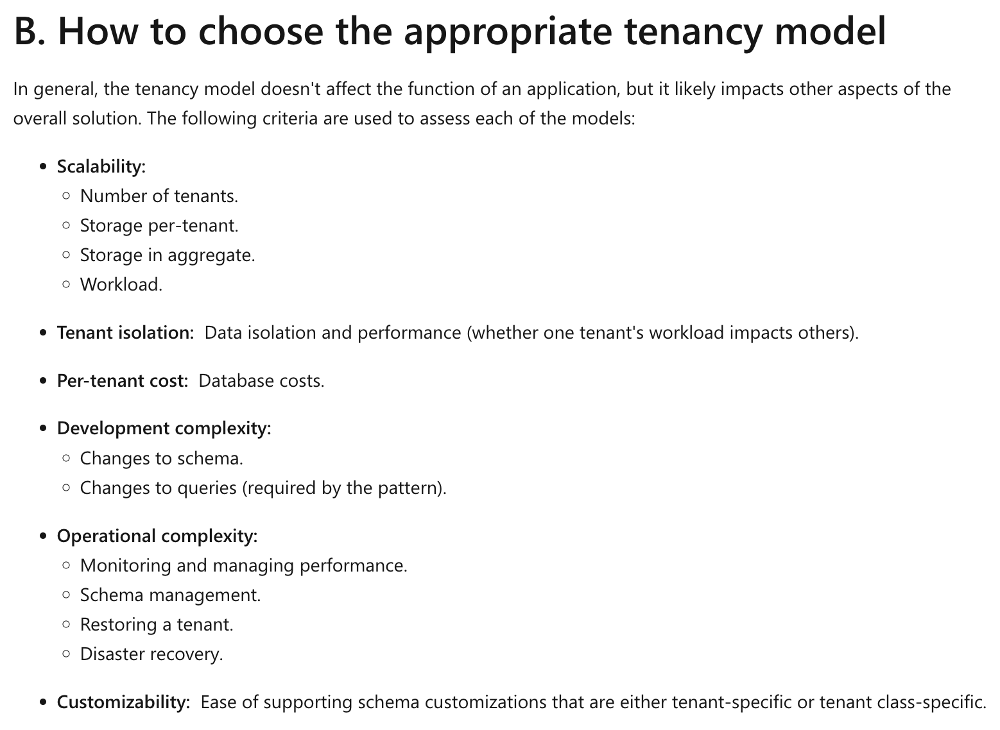 B. How to choose the appropriate tenancy model
In general, the tenancy model doesn't affect the function of an application, but it likely impacts other aspects of the
overall solution. The following criteria are used to assess each of the models:
• Scalability:
○ Number of tenants.
○ Storage per-tenant.
○ Storage in aggregate.
○ Workload.
• Tenant isolation: Data isolation and performance (whether one tenant's workload impacts others).
• Per-tenant cost: Database costs.
• Development complexity:
○ Changes to schema.
○ Changes to queries (required by the pattern).
• Operational complexity:
○ Monitoring and managing performance.
○ Schema management.
○ Restoring a tenant.
○ Disaster recovery.
• Customizability: Ease of supporting schema customizations that are either tenant-specific or tenant class-specific.